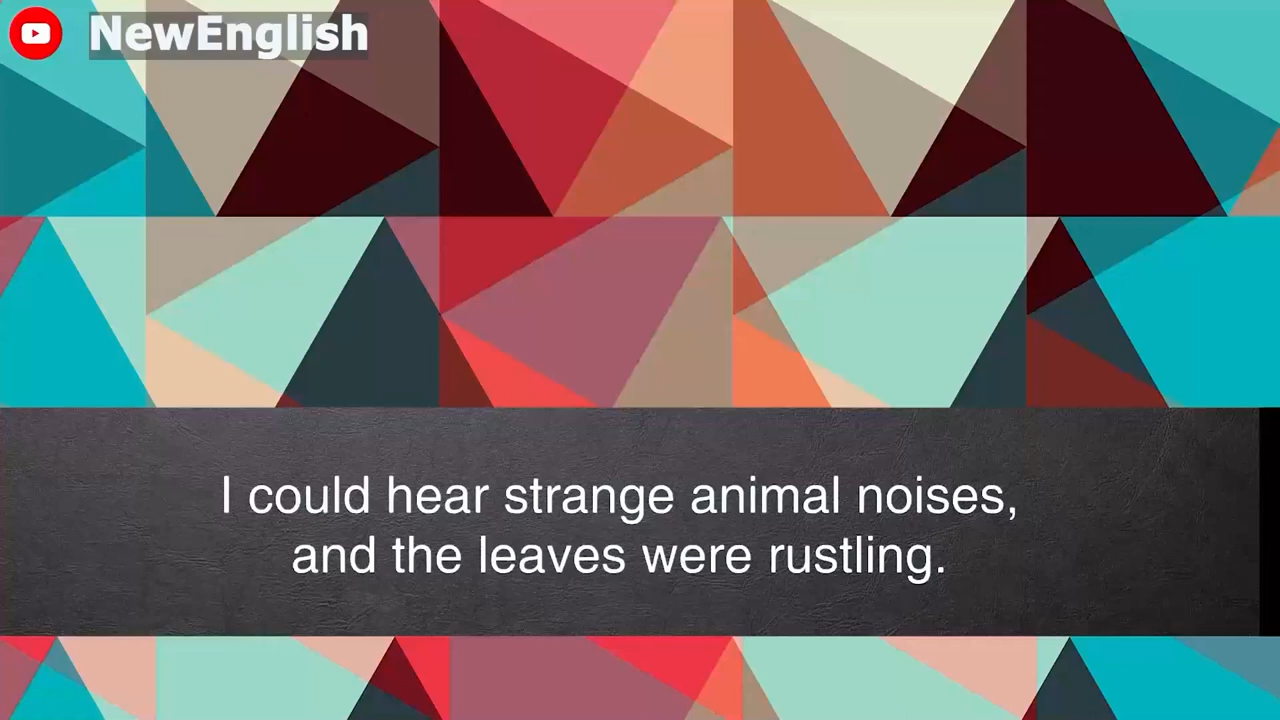 NewEnglish
I could hear strange animal noises,
and the leaves were rustling.